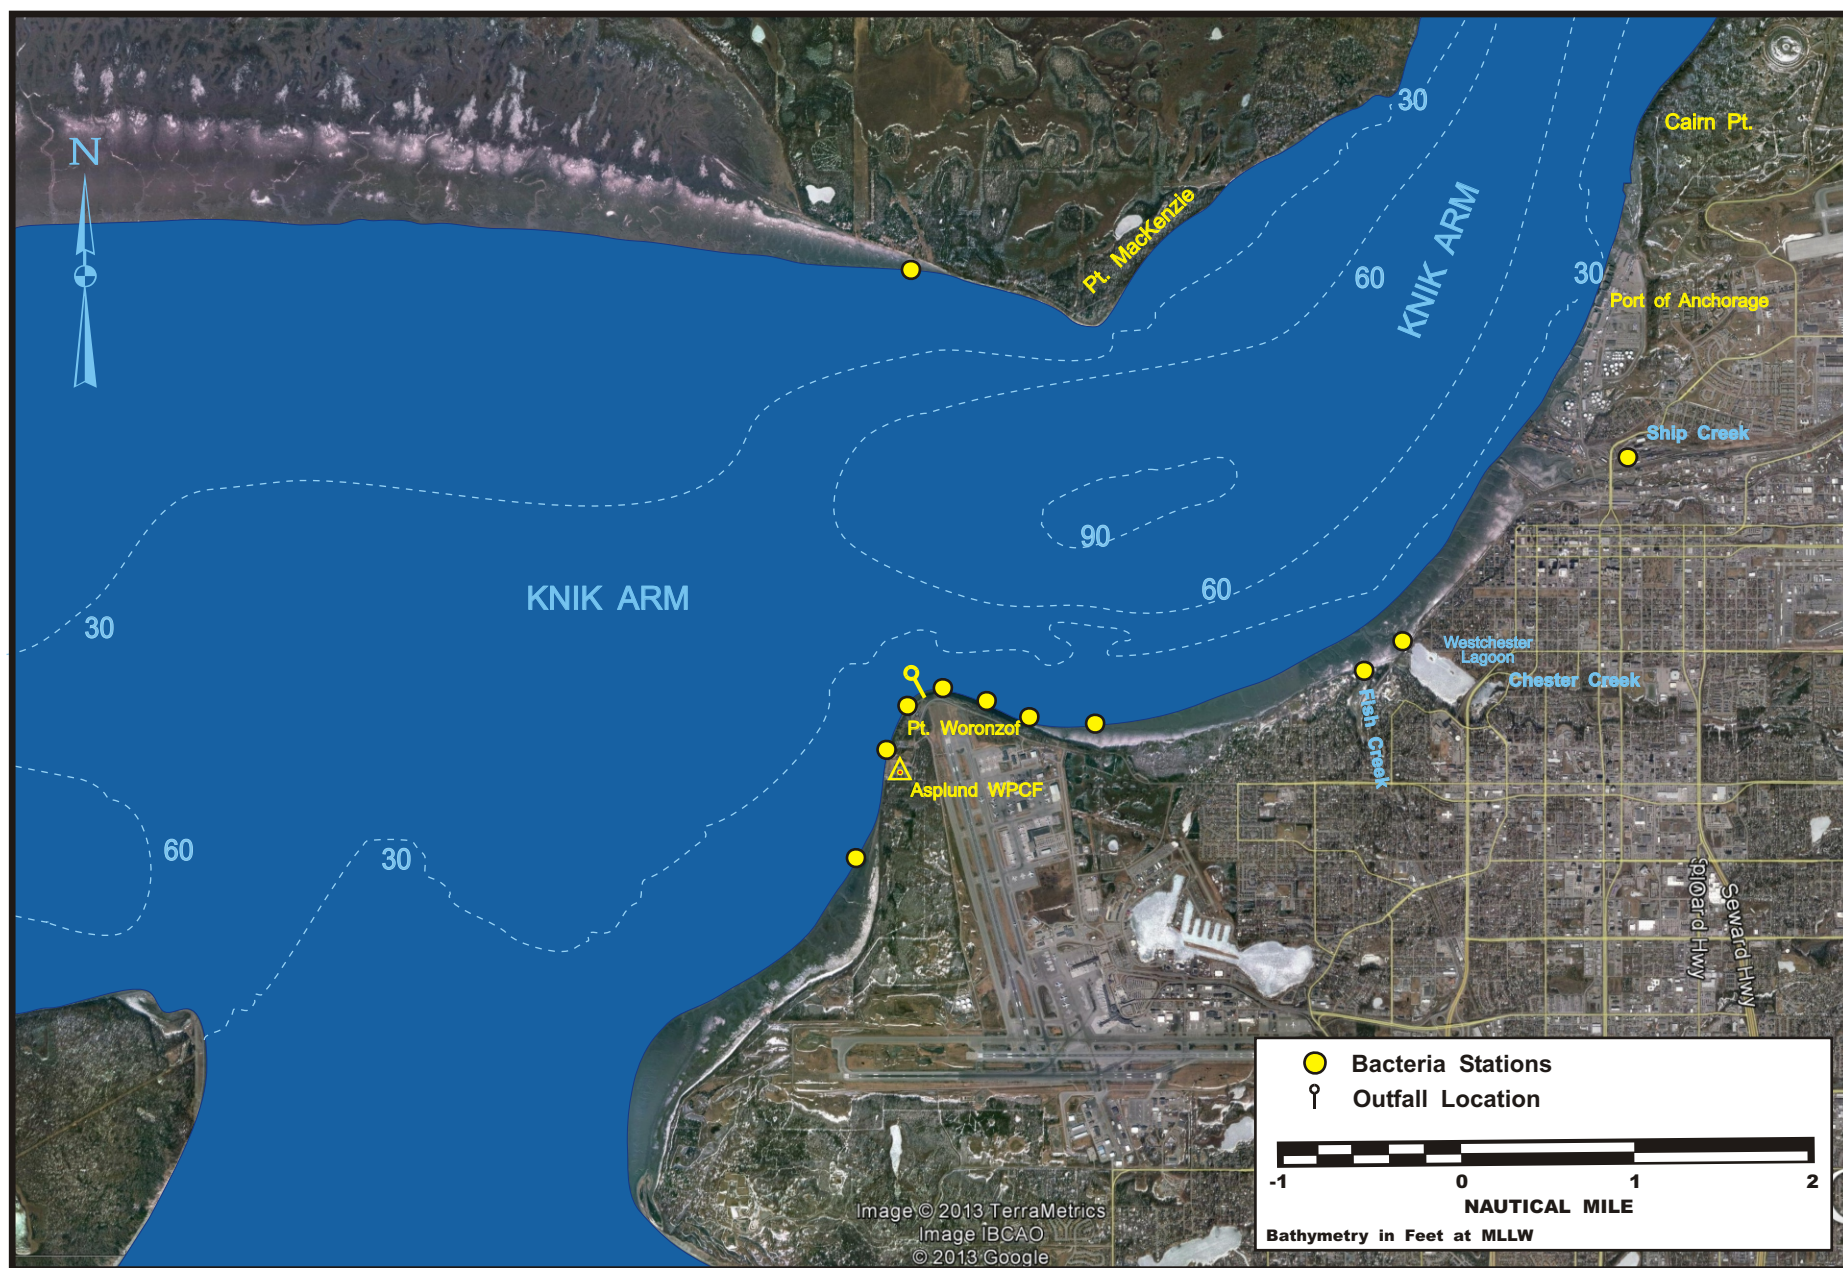 N
30
Cairn Pt.
Pt. MacKenzie
KNIK ARM
60
30
Port of Anchorage
Ship Creek
90
60
KNIK ARM
30
Westchester
Lagoon
Chester Creek
Fish Creek
Pt. Woronzof
Asplund WPCF
60
30
Seward Hwy
Hwy
Bacteria Stations
Outfall Location
-1 0 1 2
NAUTICAL MILE
Bathymetry in Feet at MLLW
Image © 2013 TerraMetrics
Image IBCAO
© 2013 Google